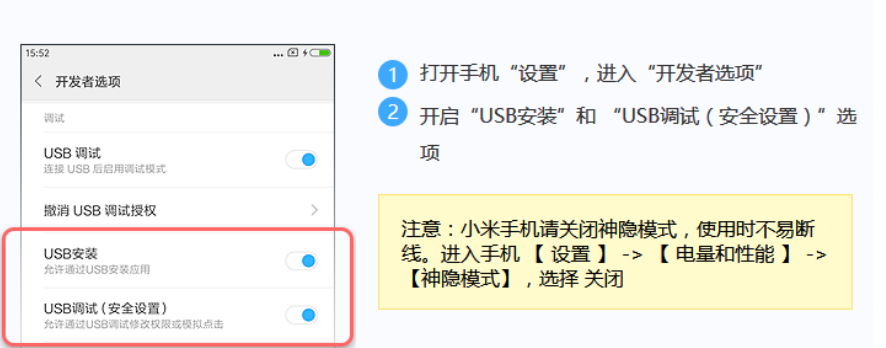 15:52
...
开发者选项
调试
USB 调试
连接 USB 后启用调试模式
撤消 USB 调试授权
USB安装
允许通过USB安装应用
USB调试（安全设置）
允许通过USB调试修改权限或模拟点击
1 打开手机“设置”，进入“开发者选项”
2 开启“USB安装”和 “USB调试（安全设置）”选
项
注意：小米手机请关闭神隐模式，使用时不易断
线。进入手机 【 设置 】 -> 【 电量和性能 】 ->
【神隐模式】，选择 关闭